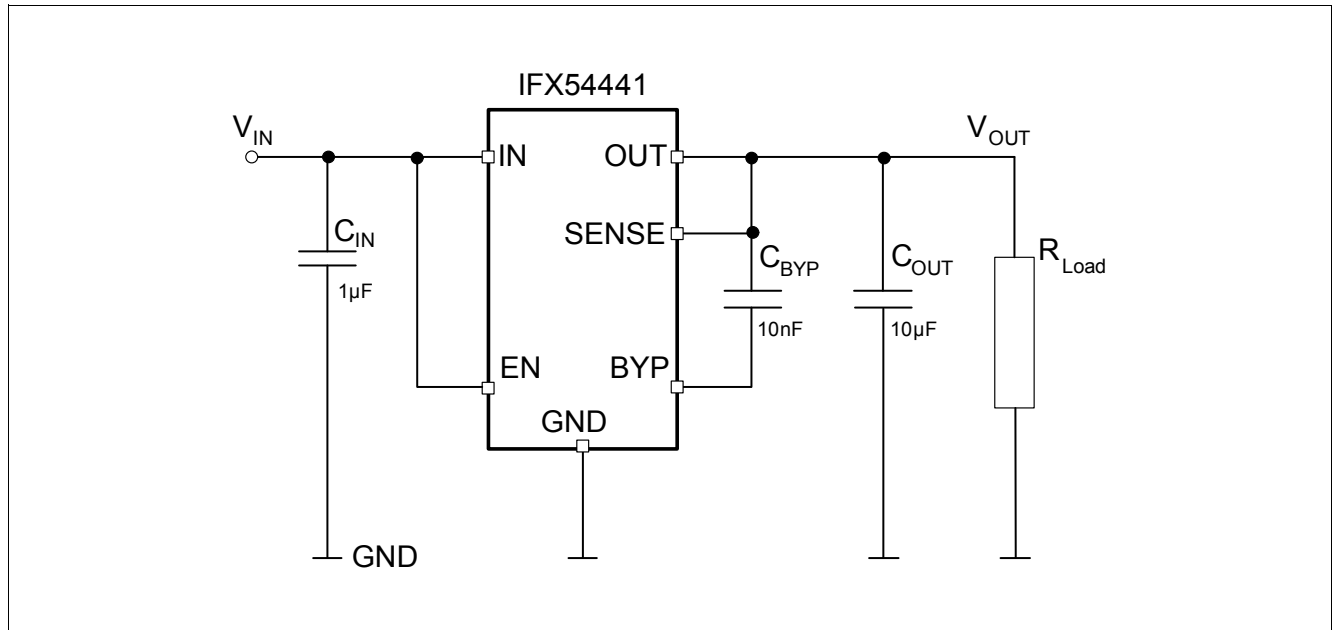 IFX54441
V_IN
V_OUT
IN
OUT
SENSE
C_IN
1µF
C_BYP
10nF
C_OUT
10µF
R_Load
EN
BYP
GND
GND